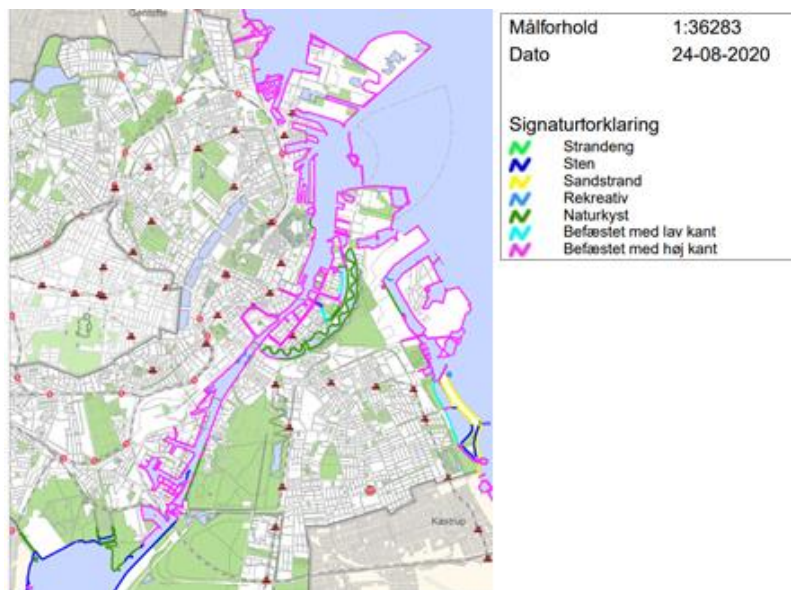 Gentofte
Kastrup
Målforhold 1:36283
Dato 24-08-2020
Signaturforklaring
Strandeng
Sten
Sandstrand
Rekreativ
Naturkyst
Befæstet med lav kant
Befæstet med høj kant